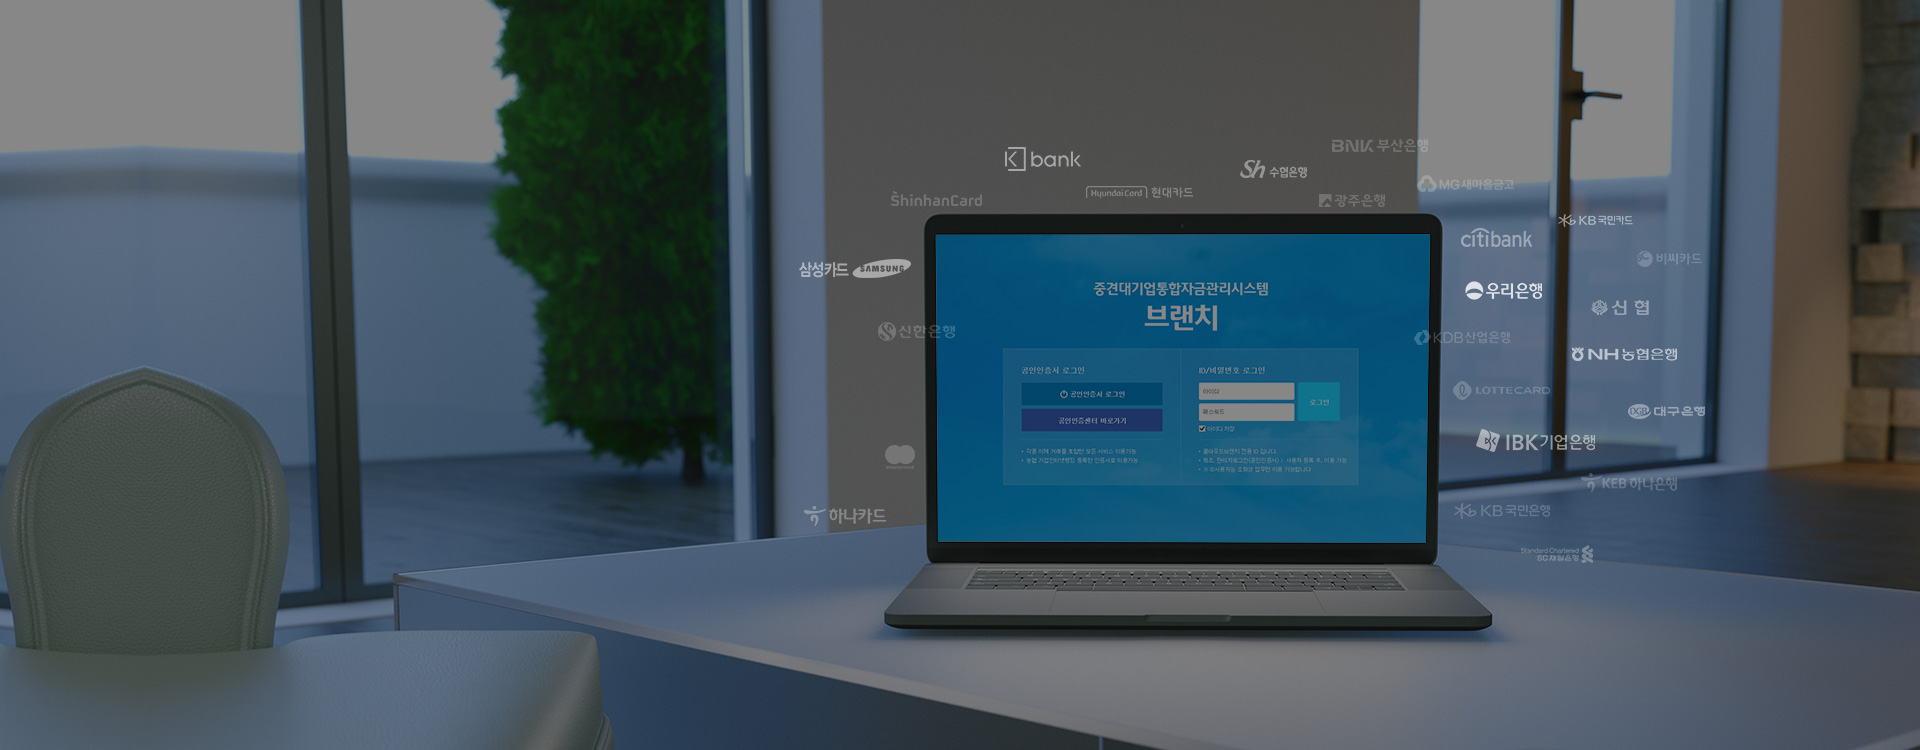 BNK 부산은행
K bank
Sh 수협은행
MG새마을금고
HyundaiCard 현대카드
ShinhanCard
광주은행
KB국민카드
citibank
비씨카드
삼성카드 SAMSUNG
중견대기업통합자금관리시스템
브랜치
우리은행
신협
신한은행
KDB산업은행
NH농협은행
공인인증서 로그인
ID/비밀번호 로그인
공인인증서 로그인
아이디
로그인
패스워드
공인인증센터 바로가기
아이디 저장
LOTTECARD
DGB 대구은행
IBK기업은행
KEB 하나은행
KB국민은행
하나카드
Standard Chartered
SC제일은행